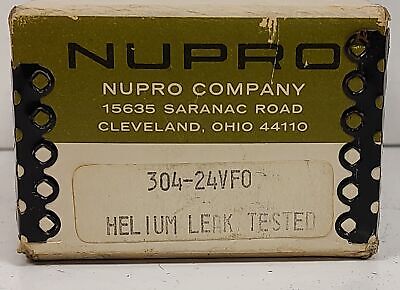 NUPRO
NUPRO COMPANY
15635 SARANAC ROAD
CLEVELAND, OHIO 44110
304-24VFO
HELIUM LEAK TESTED